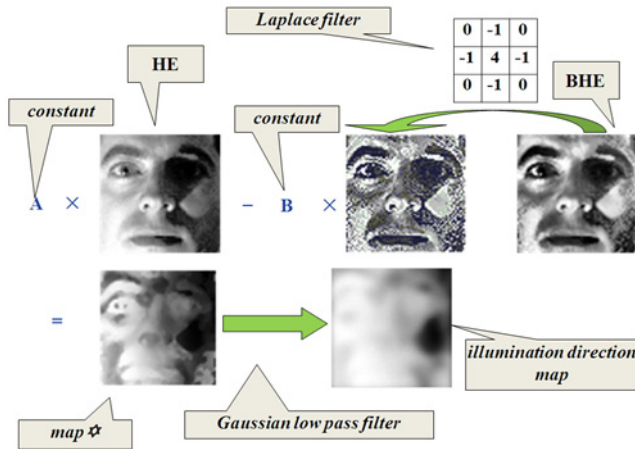 Laplace filter
0 -1 0
-1 4 -1
0 -1 0
HE
BHE
constant
constant
A × − B ×
=
illumination direction
map
Gaussian low pass filter
map ✡